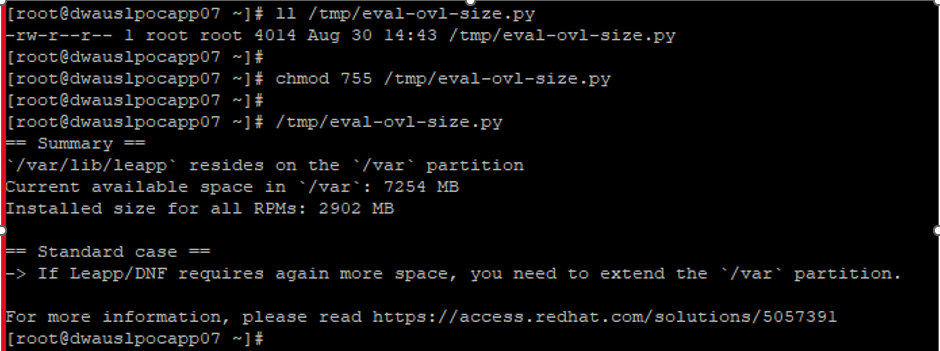 [root@dwauslpocapp07 ~]# ll /tmp/eval-ovl-size.py
-rw-r--r-- 1 root root 4014 Aug 30 14:43 /tmp/eval-ovl-size.py
[root@dwauslpocapp07 ~]#
[root@dwauslpocapp07 ~]# chmod 755 /tmp/eval-ovl-size.py
[root@dwauslpocapp07 ~]#
[root@dwauslpocapp07 ~]# /tmp/eval-ovl-size.py
== Summary ==
`/var/lib/leapp` resides on the `/var` partition
Current available space in `/var`: 7254 MB
Installed size for all RPMs: 2902 MB
== Standard case ==
-> If Leapp/DNF requires again more space, you need to extend the `/var` partition.
For more information, please read https://access.redhat.com/solutions/5057391
[root@dwauslpocapp07 ~]#